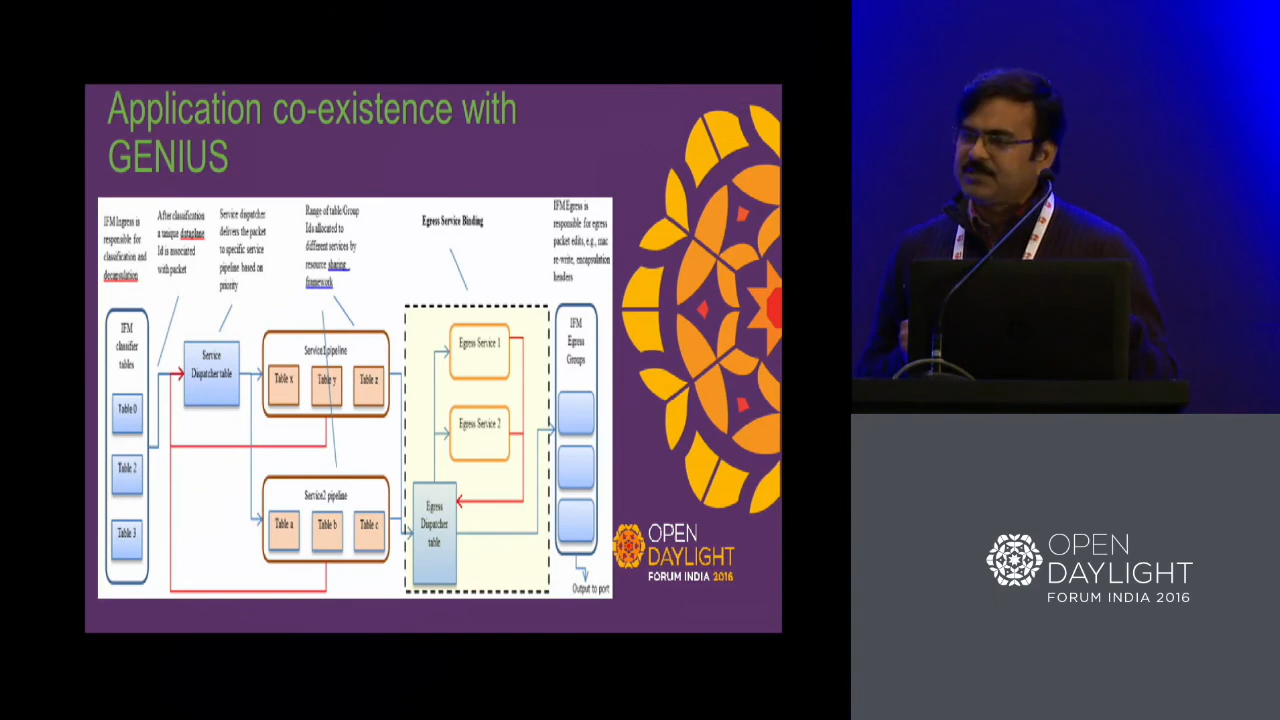 Application co-existence with
GENIUS
IFM Ingress is
responsible for
classification and
decapsulation
After classification
a unique dataplane
Id is associated
with packet
Service dispatcher
delivers the packet
to specific service
pipeline based on
priority
Range of table/Group
Ids allocated to
different services by
resource sharing
framework
Egress Service Binding
IFM Egress is
responsible for egress
packet edits, e.g., mac
re-write, encapsulation
headers
IFM
classifier
tables
Table 0
Table 2
Table 3
Service
Dispatcher table
Service1 pipeline
Table x
Table y
Table z
Service2 pipeline
Table a
Table b
Table c
Egress Service 1
Egress Service 2
Egress
Dispatcher
table
IFM
Egress
Groups
Output to port
OPEN
DAYLIGHT
FORUM INDIA 2016
OPEN
DAYLIGHT
FORUM INDIA 2016